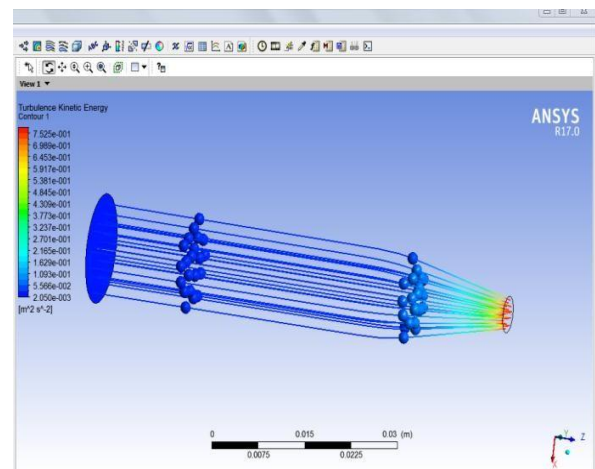 View 1
Turbulence Kinetic Energy
Contour 1
ANSYS
R17.0
7.525e-001
6.989e-001
6.453e-001
5.917e-001
5.381e-001
4.845e-001
4.309e-001
3.773e-001
3.237e-001
2.701e-001
2.165e-001
1.629e-001
1.093e-001
5.566e-002
2.050e-003
[m^2 s^-2]
0 0.015 0.03 (m)
0.0075 0.0225
Y
Z
X